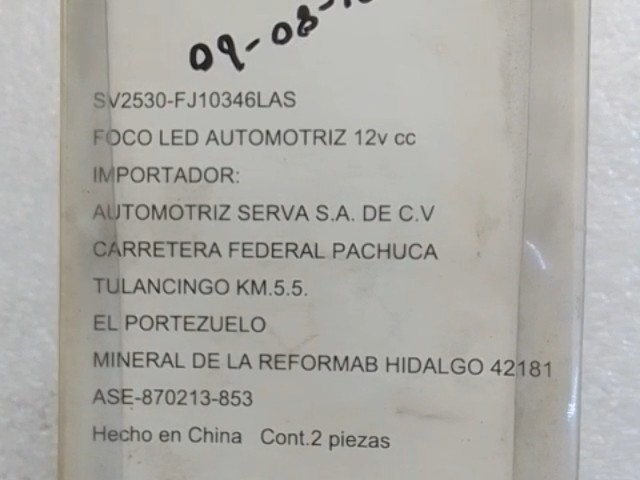 09-08-
SV2530-FJ10346LAS
FOCO LED AUTOMOTRIZ 12v cc
IMPORTADOR:
AUTOMOTRIZ SERVA S.A. DE C.V
CARRETERA FEDERAL PACHUCA
TULANCINGO KM.5.5.
EL PORTEZUELO
MINERAL DE LA REFORMAB HIDALGO 42181
ASE-870213-853
Hecho en China Cont.2 piezas